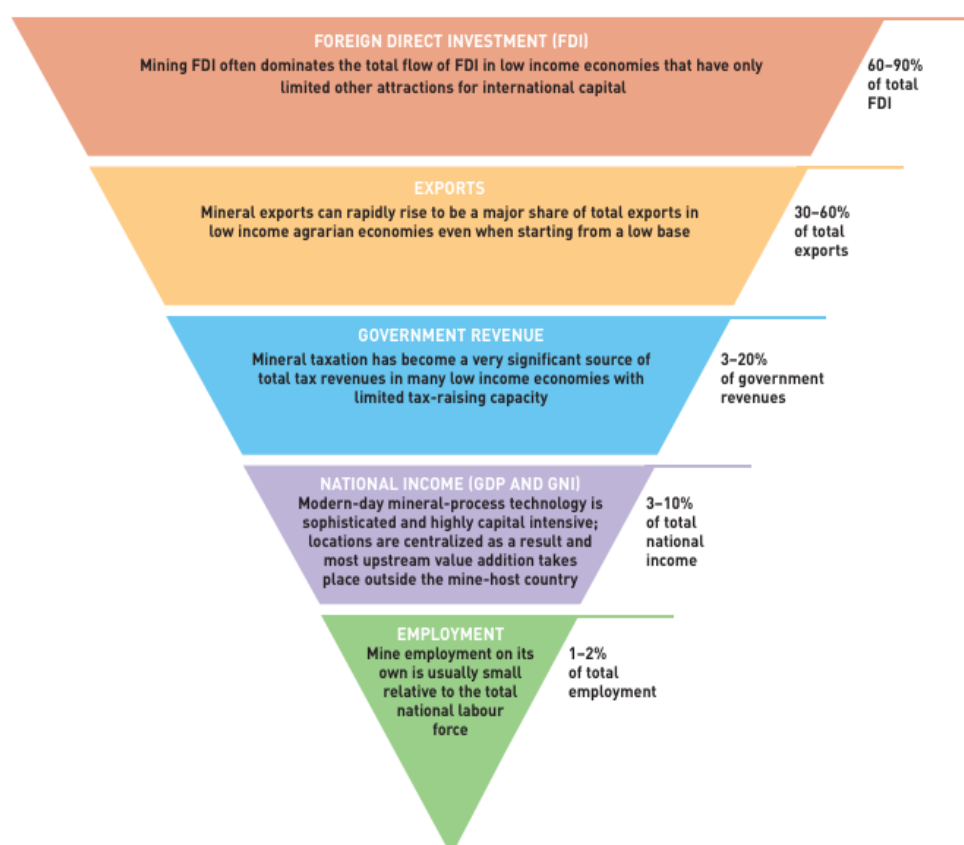 FOREIGN DIRECT INVESTMENT (FDI)
Mining FDI often dominates the total flow of FDI in low income economies that have only
limited other attractions for international capital
60–90%
of total
FDI
EXPORTS
Mineral exports can rapidly rise to be a major share of total exports in
low income agrarian economies even when starting from a low base
30–60%
of total
exports
GOVERNMENT REVENUE
Mineral taxation has become a very significant source of
total tax revenues in many low income economies with
limited tax-raising capacity
3–20%
of government
revenues
NATIONAL INCOME (GDP AND GNI)
Modern-day mineral-process technology is
sophisticated and highly capital intensive;
locations are centralized as a result and
most upstream value addition takes
place outside the mine-host country
3–10%
of total
national
income
EMPLOYMENT
Mine employment on its
own is usually small
relative to the total
national labour
force
1–2%
of total
employment